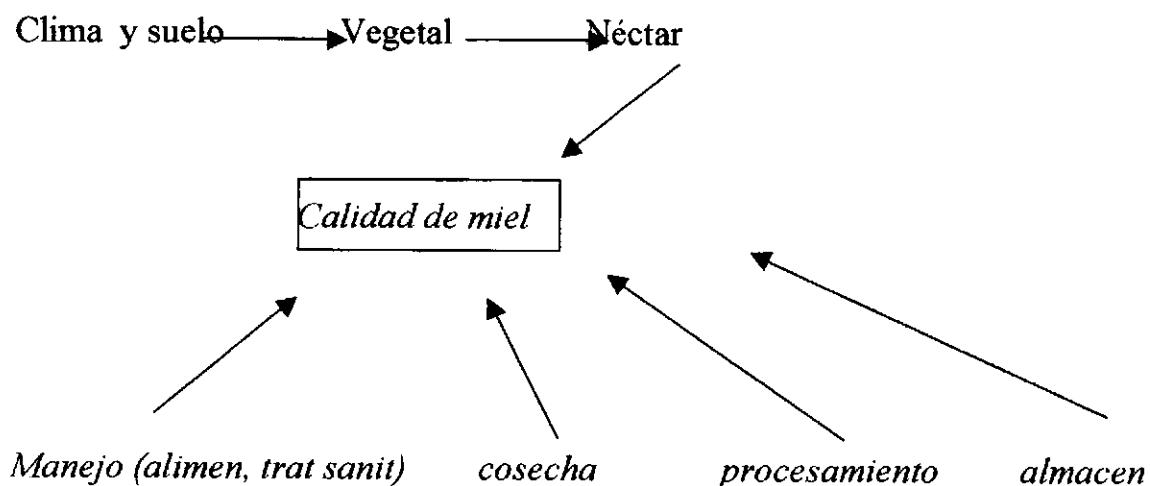 Clima y suelo Vegetal Néctar
Calidad de miel
Manejo (alimen, trat sanit) cosecha procesamiento almacen